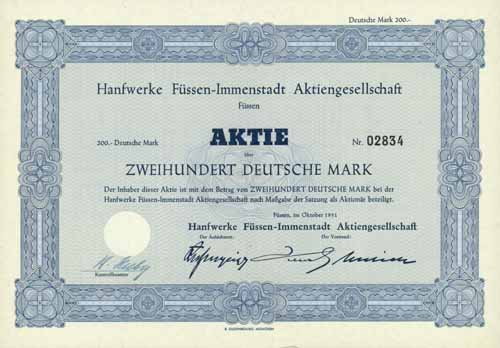 Deutsche Mark 200.-
Hanfwerke Füssen-Immenstadt Aktiengesellschaft
Füssen
200.- Deutsche Mark AKTIE Nr. 02834
über
ZWEIHUNDERT DEUTSCHE MARK
Der Inhaber dieser Aktie ist mit dem Betrag von ZWEIHUNDERT DEUTSCHE MARK bei der
Hanfwerke Füssen-Immenstadt Aktiengesellschaft nach Maßgabe der Satzung als Aktionär beteiligt.
Füssen, im Oktober 1951
Hanfwerke Füssen-Immenstadt Aktiengesellschaft
Der Aufsichtsrat: Der Vorstand:
Kontrollbeamter
R. OLDENBOURG, MÜNCHEN